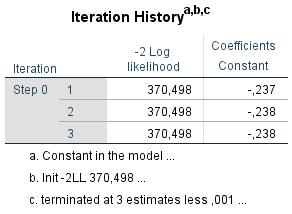 Iteration History a,b,c
Iteration -2 Log likelihood Coefficients Constant
Step 0 1 370,498 -,237
2 370,498 -,238
3 370,498 -,238
a. Constant in the model ...
b. Init -2LL 370,498 ...
c. terminated at 3 estimates less ,001 ...